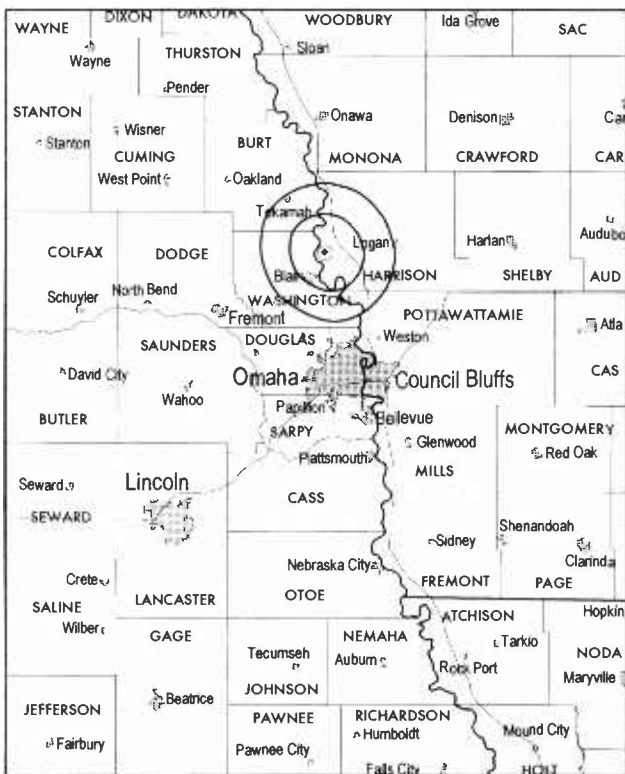 WAYNE
DIXON
DAKOTA
WOODBURY
Ida Grove
SAC
Wayne
THURSTON
Sloan
Pender
STANTON
Wisner
Onawa
Denison
Stanton
CUMING
BURT
MONONA
CRAWFORD
CAR
West Point
Oakland
Tekamah
Logan
Harlan
Audubo
COLFAX
DODGE
Blair
HARRISON
SHELBY
AUD
Schuyler
North Bend
WASHINGTON
Fremont
POTTAWATTAMIE
SAUNDERS
DOUGLAS
Weston
Atla
David City
Omaha
Council Bluffs
CAS
Wahoo
Papillion
BUTLER
Bellevue
MONTGOMERY
SARPY
Glenwood
Red Oak
Plattsmouth
MILLS
Seward
Lincoln
CASS
SEWARD
Shenandoah
Sidney
Clarinda
Crete
Nebraska City
FREMONT
PAGE
SALINE
LANCASTER
OTOE
ATCHISON
Hopkin
Wilber
GAGE
NEMAHA
Tarkio
NODA
Tecumseh
Auburn
Rock Port
Maryville
Beatrice
JOHNSON
JEFFERSON
PAWNEE
RICHARDSON
Mound City
Fairbury
Humboldt
Pawnee City
Falls City
HOLT